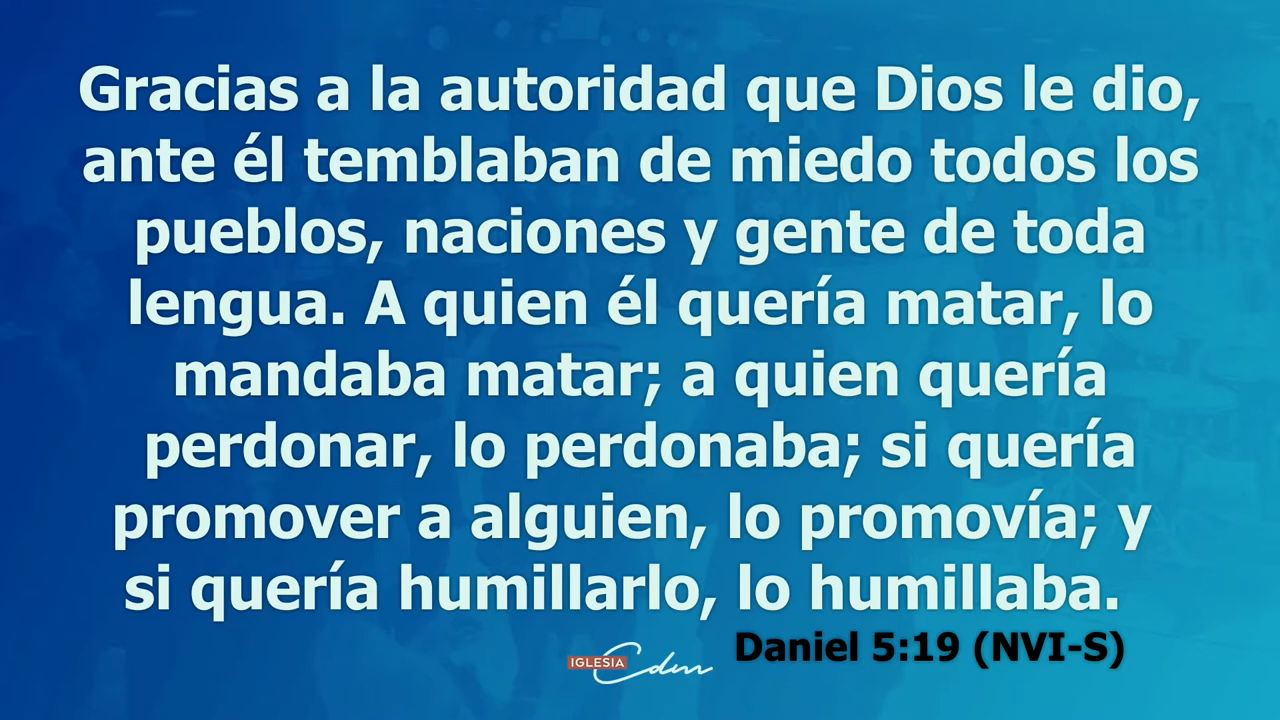 Gracias a la autoridad que Dios le dio,
ante él temblaban de miedo todos los
pueblos, naciones y gente de toda
lengua. A quien él quería matar, lo
mandaba matar; a quien quería
perdonar, lo perdonaba; si quería
promover a alguien, lo promovía; y
si quería humillarlo, lo humillaba.
Daniel 5:19 (NVI-S)
IGLESIA Cdm